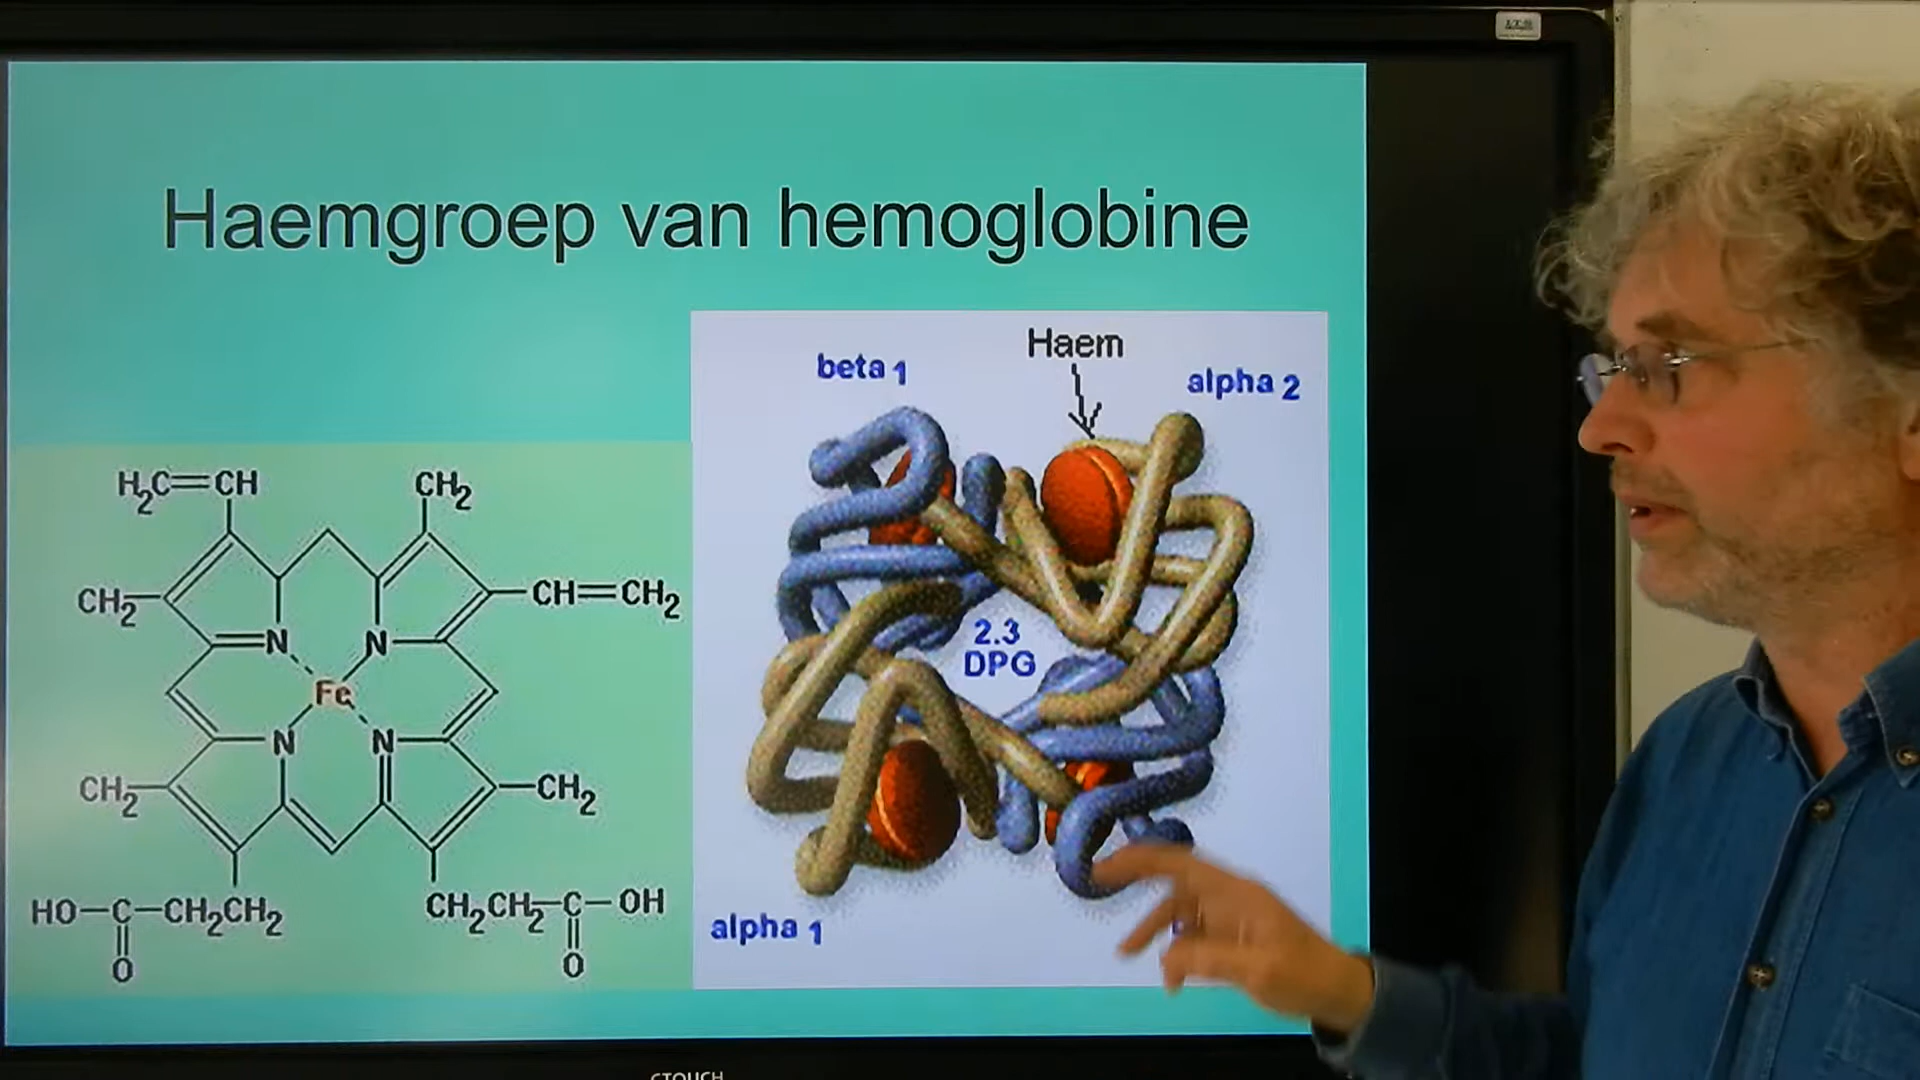 Haemgroep van hemoglobine
H2C=CH
CH2
CH2
CH=CH2
N
N
Fe
N
N
CH2
CH2
HO-C-CH2CH2
CH2CH2-C-OH
O
O
Haem
beta 1
alpha 2
2.3
DPG
alpha 1
CTOUCH